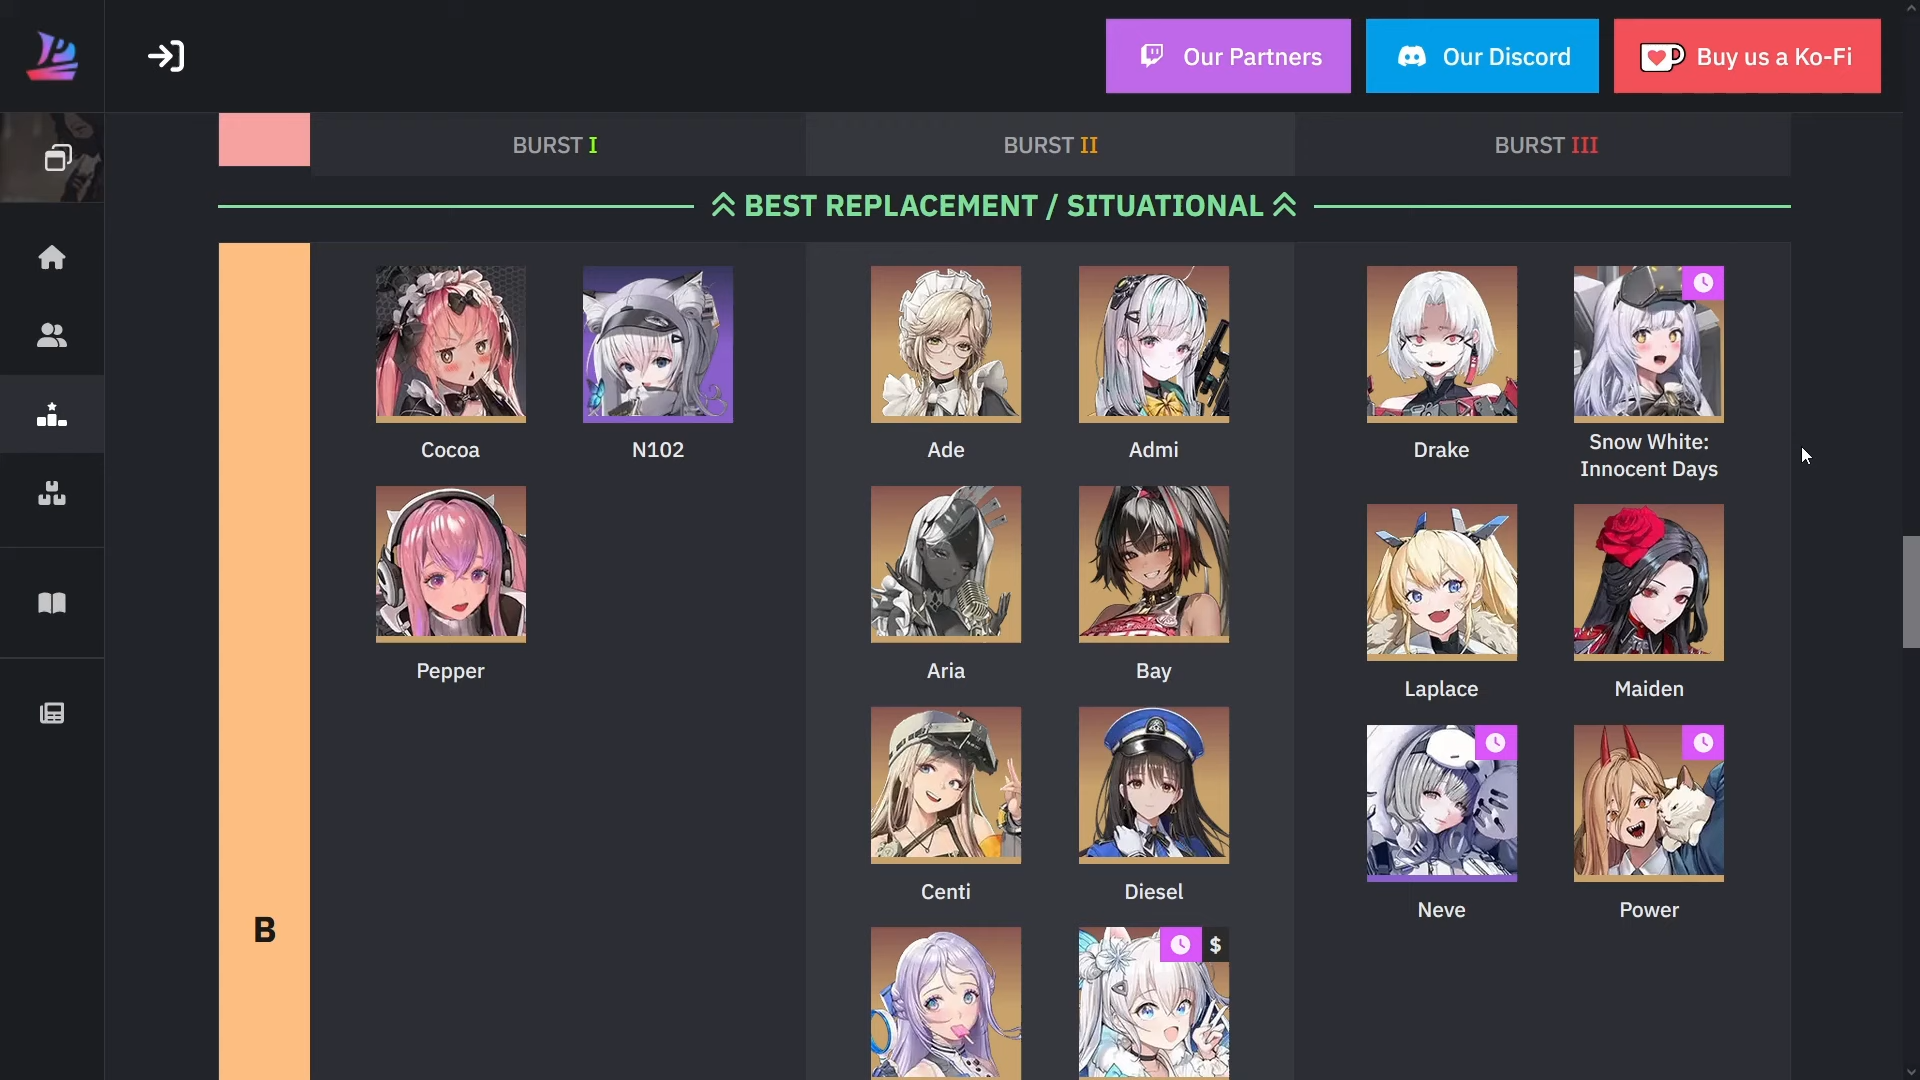 Our Partners
Our Discord
Buy us a Ko-Fi
BURST I
BURST II
BURST III
BEST REPLACEMENT / SITUATIONAL
Cocoa
N102
Ade
Admi
Drake
Snow White:
Innocent Days
Pepper
Aria
Bay
Laplace
Maiden
Centi
Diesel
Neve
Power
B
$